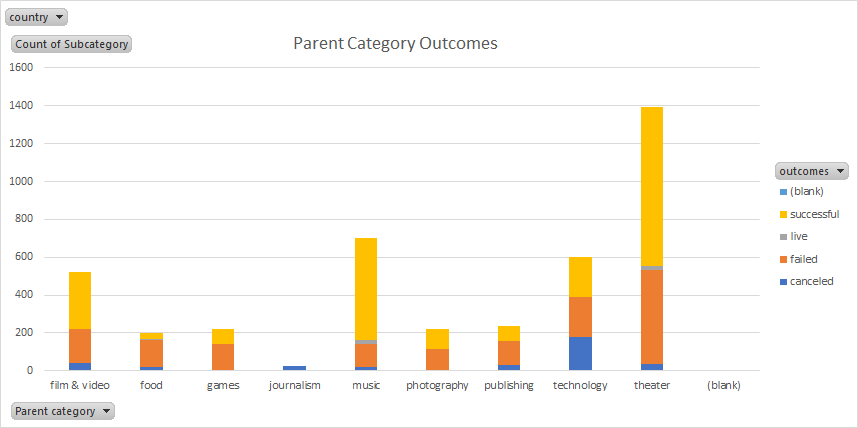 country
Count of Subcategory
Parent Category Outcomes
1600
1400
1200
1000
800
600
400
200
0
film & video food games journalism music photography publishing technology theater (blank)
outcomes
(blank)
successful
live
failed
canceled
Parent category